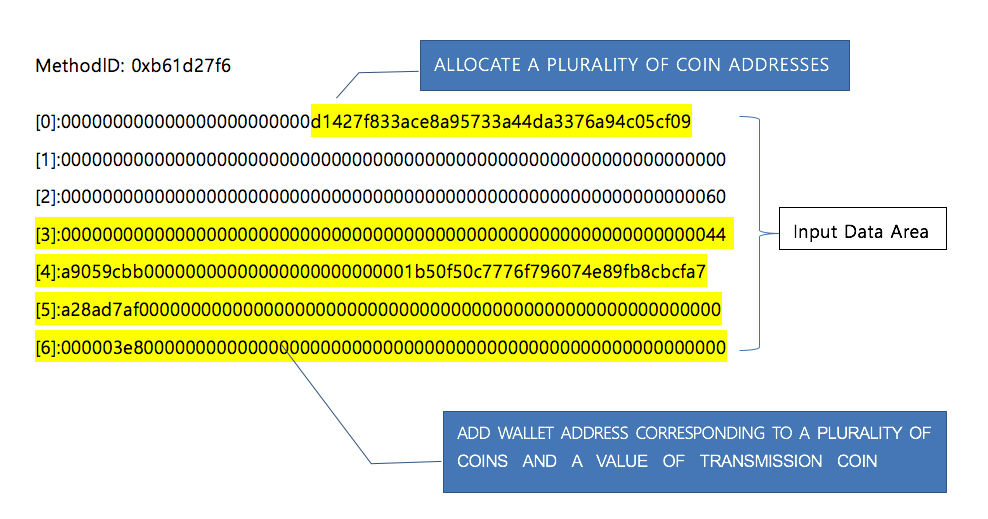 MethodID: 0xb61d27f6
ALLOCATE A PLURALITY OF COIN ADDRESSES
[0]:000000000000000000000000d1427f833ace8a95733a44da3376a94c05cf09
[1]:0000000000000000000000000000000000000000000000000000000000000000
[2]:0000000000000000000000000000000000000000000000000000000000000060
[3]:0000000000000000000000000000000000000000000000000000000000000044
[4]:a9059cbb00000000000000000000000001b50f50c7776f796074e89fb8cbcfa7
[5]:a28ad7af00000000000000000000000000000000000000000000000000000000
[6]:000003e800000000000000000000000000000000000000000000000000000000
Input Data Area
ADD WALLET ADDRESS CORRESPONDING TO A PLURALITY OF
COINS AND A VALUE OF TRANSMISSION COIN